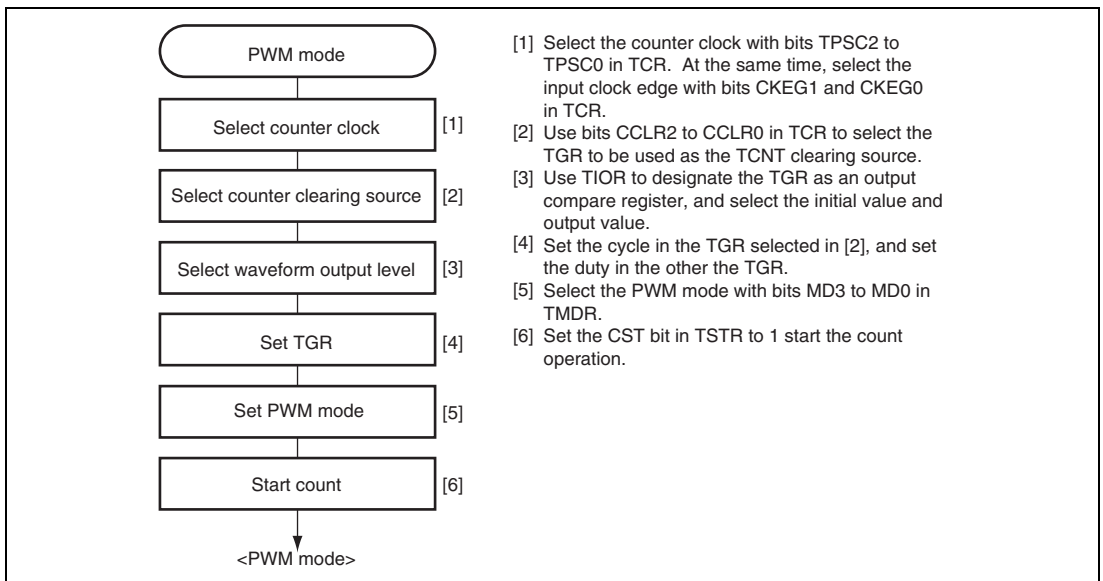 PWM mode
Select counter clock
[1]
Select counter clearing source
[2]
Select waveform output level
[3]
Set TGR
[4]
Set PWM mode
[5]
Start count
[6]
<PWM mode>
[1] Select the counter clock with bits TPSC2 to
TPSC0 in TCR. At the same time, select the
input clock edge with bits CKEG1 and CKEG0
in TCR.
[2] Use bits CCLR2 to CCLR0 in TCR to select the
TGR to be used as the TCNT clearing source.
[3] Use TIOR to designate the TGR as an output
compare register, and select the initial value and
output value.
[4] Set the cycle in the TGR selected in [2], and set
the duty in the other the TGR.
[5] Select the PWM mode with bits MD3 to MD0 in
TMDR.
[6] Set the CST bit in TSTR to 1 start the count
operation.